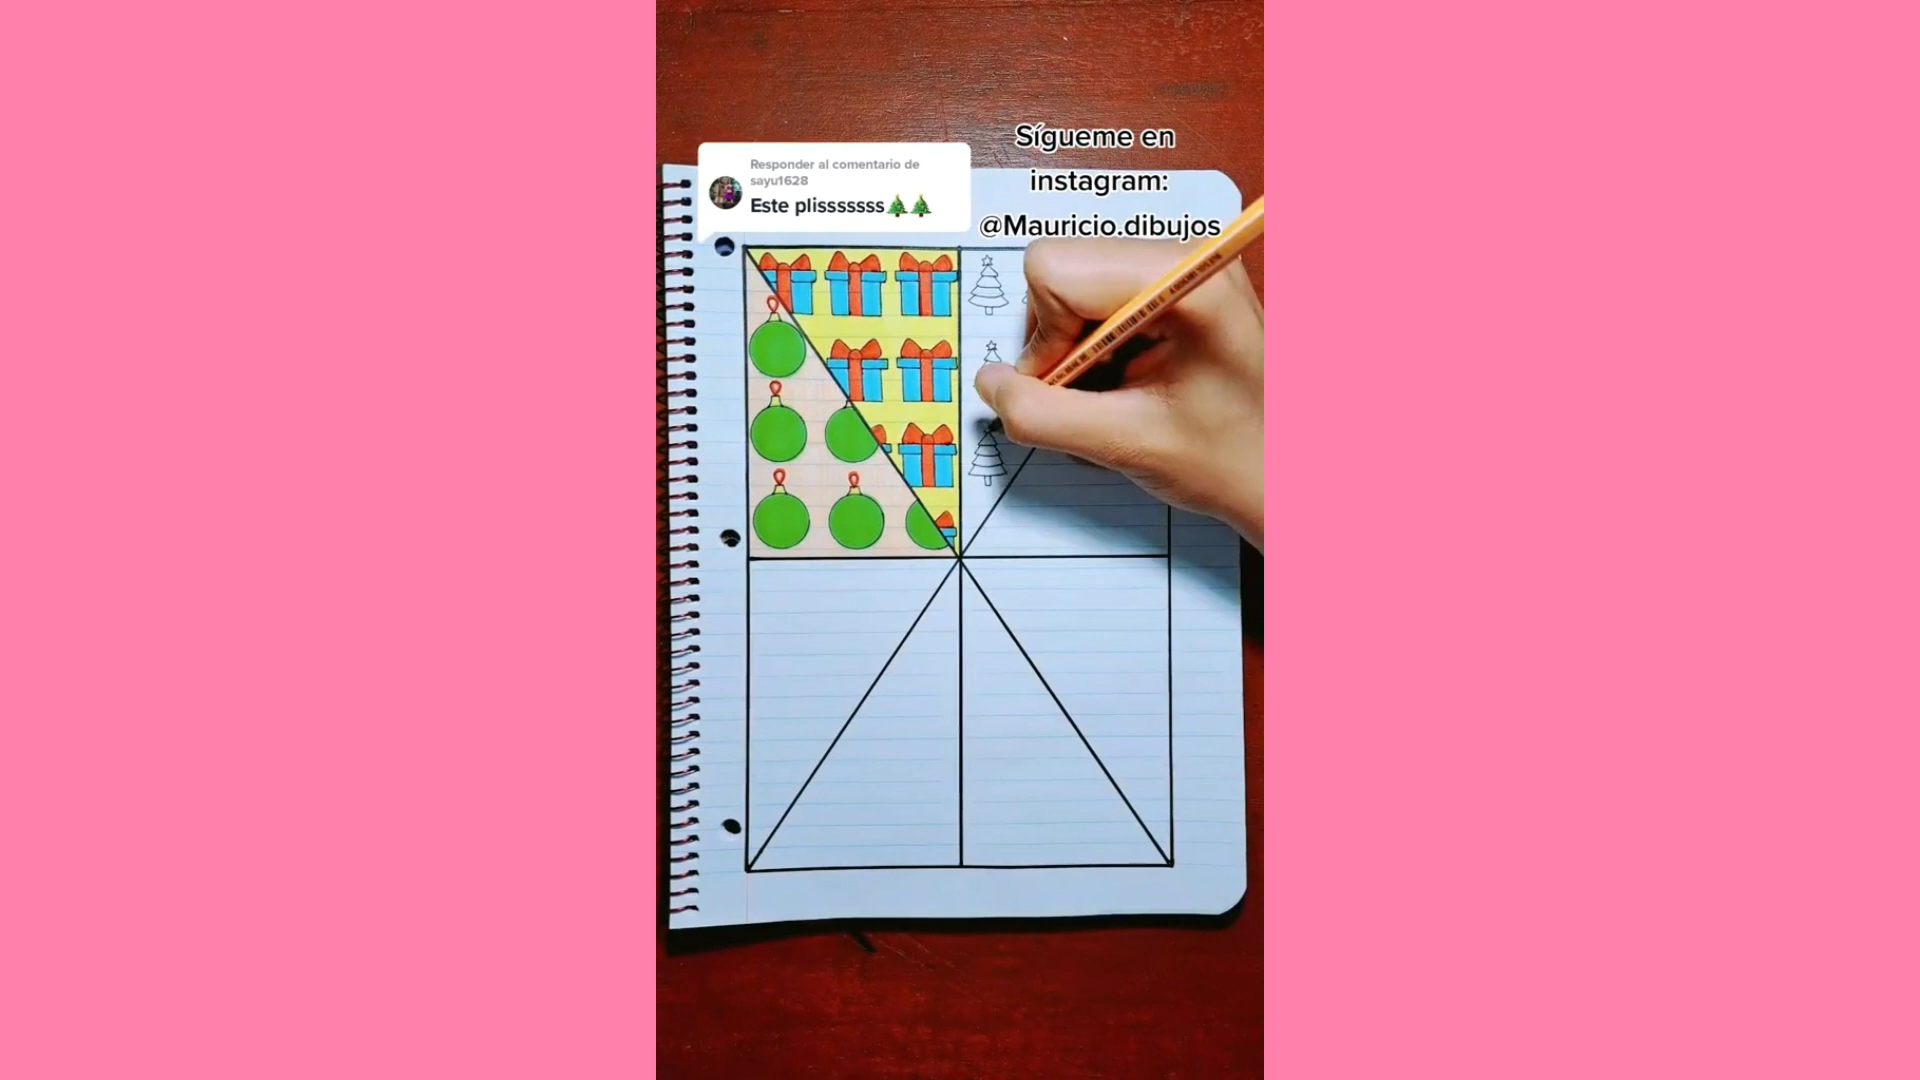 Responder al comentario de
sayu1628
Este plisssssss🎄🎄
Sígueme en
instagram:
@Mauricio.dibujos